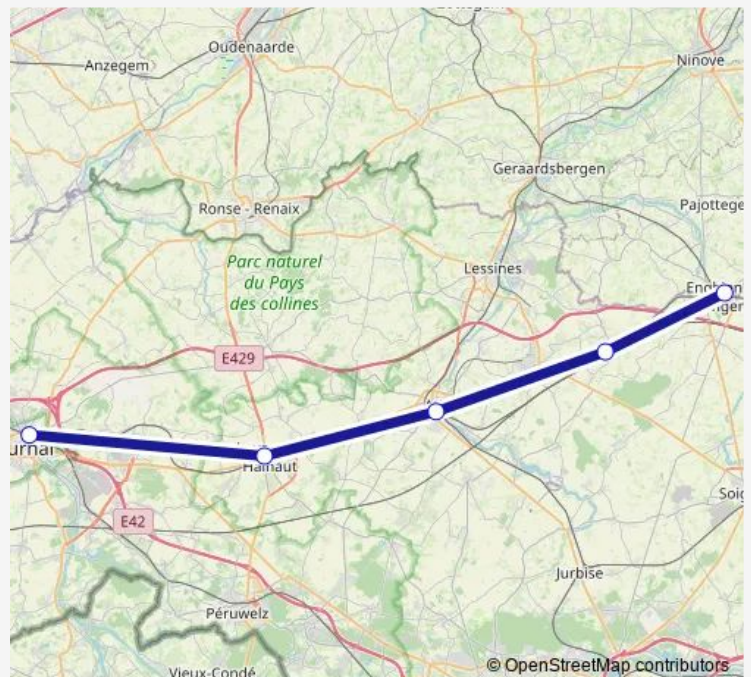 Oudenaarde
Anzegem
Ninove
Geraardsbergen
Ronse - Renaix
Pajottege
Parc naturel
du Pays
des collines
Lessines
E429
Hainaut
E42
Soig
Jurbise
Péruwelz
Vieux-Condé
© OpenStreetMap contributors